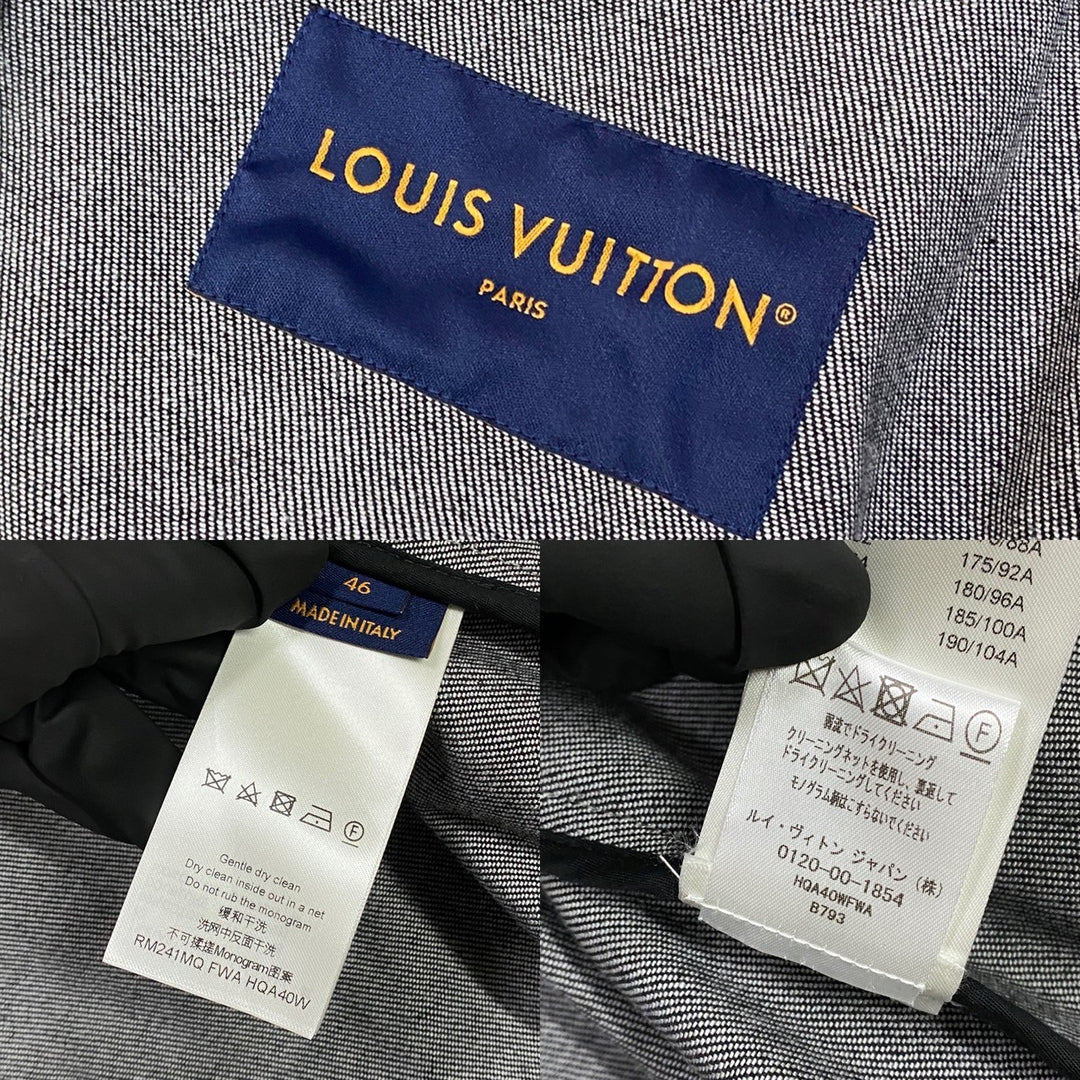 LOUIS VUITTON®
PARIS
46
MADE IN ITALY
F
Gentle dry clean
Dry clean inside out in a net
Do not rub the monogram
缓和干洗
洗网中反面干洗
不可揉搓Monogram图案
RM241MQ FWA HQA40W
175/92A
180/96A
185/100A
190/104A
F
弱流でドライクリーニング
クリーニングネットを使用し、裏返して
ドライクリーニングしてください
モノグラム柄はこすらないでください
ルイ・ヴィトン ジャパン (株)
0120-00-1854
HQA40WFWA
B793